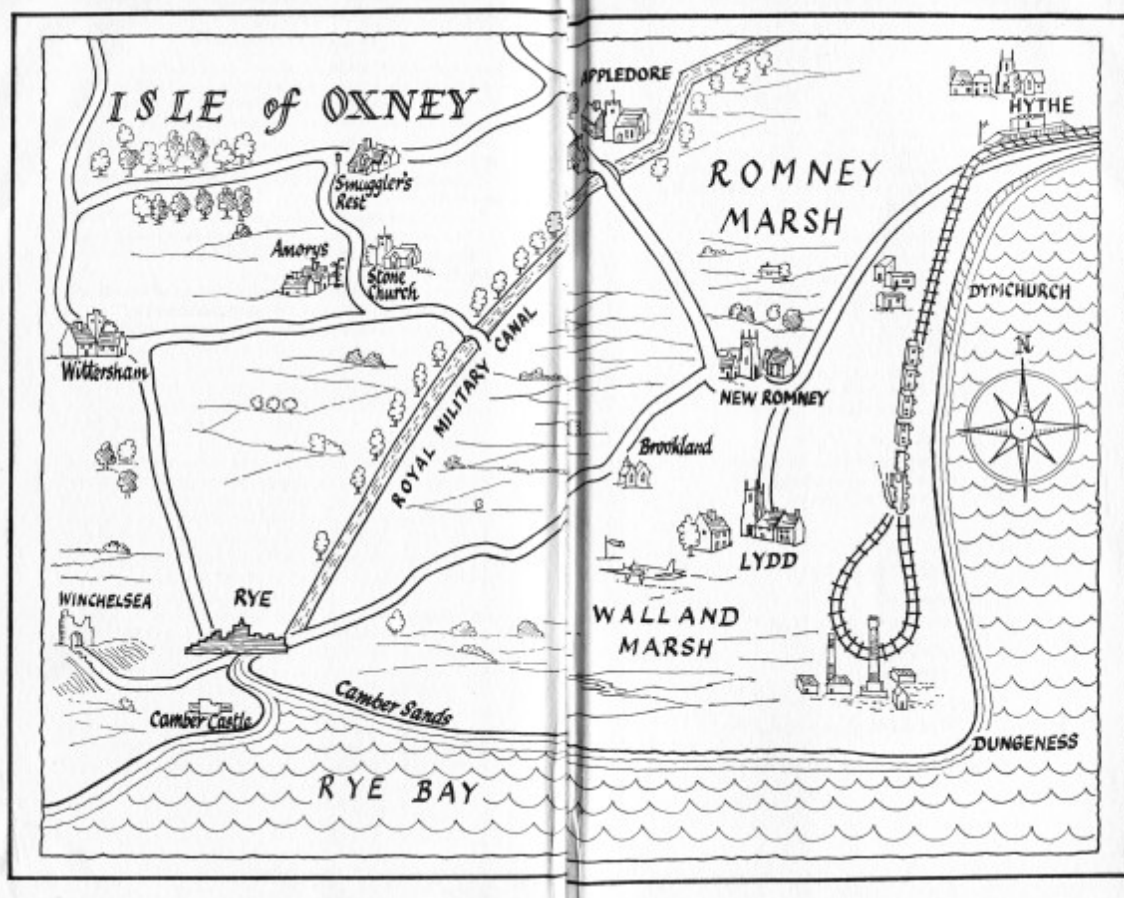 ISLE of OXNEY
APPLEDORE
HYTHE
Smuggler's
Rest
ROMNEY
MARSH
Amorys
Stone
Church
DYMCHURCH
N
Wittersham
ROYAL MILITARY CANAL
NEW ROMNEY
Brookland
LYDD
WINCHELSEA
RYE
WALLAND
MARSH
Camber Sands
Camber Castle
DUNGENESS
RYE BAY